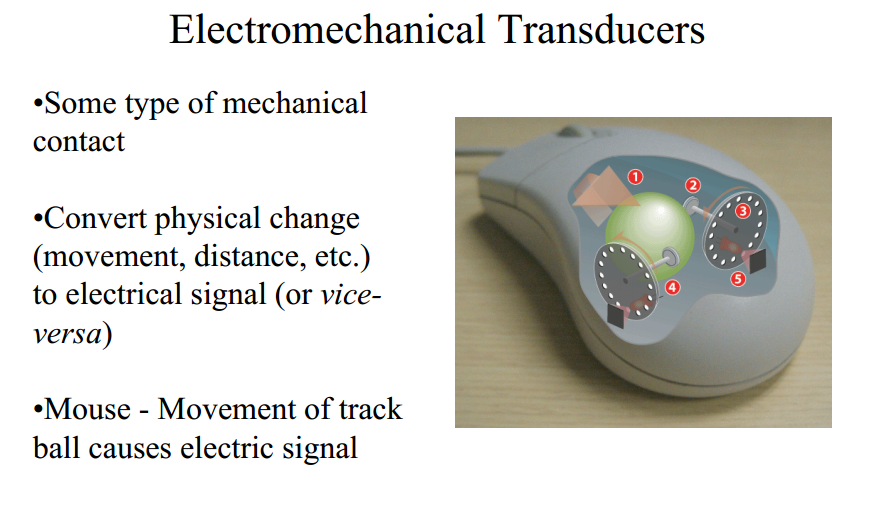 Electromechanical Transducers
•Some type of mechanical
contact
•Convert physical change
(movement, distance, etc.)
to electrical signal (or vice-
versa)
•Mouse - Movement of track
ball causes electric signal
1
2
3
4
5